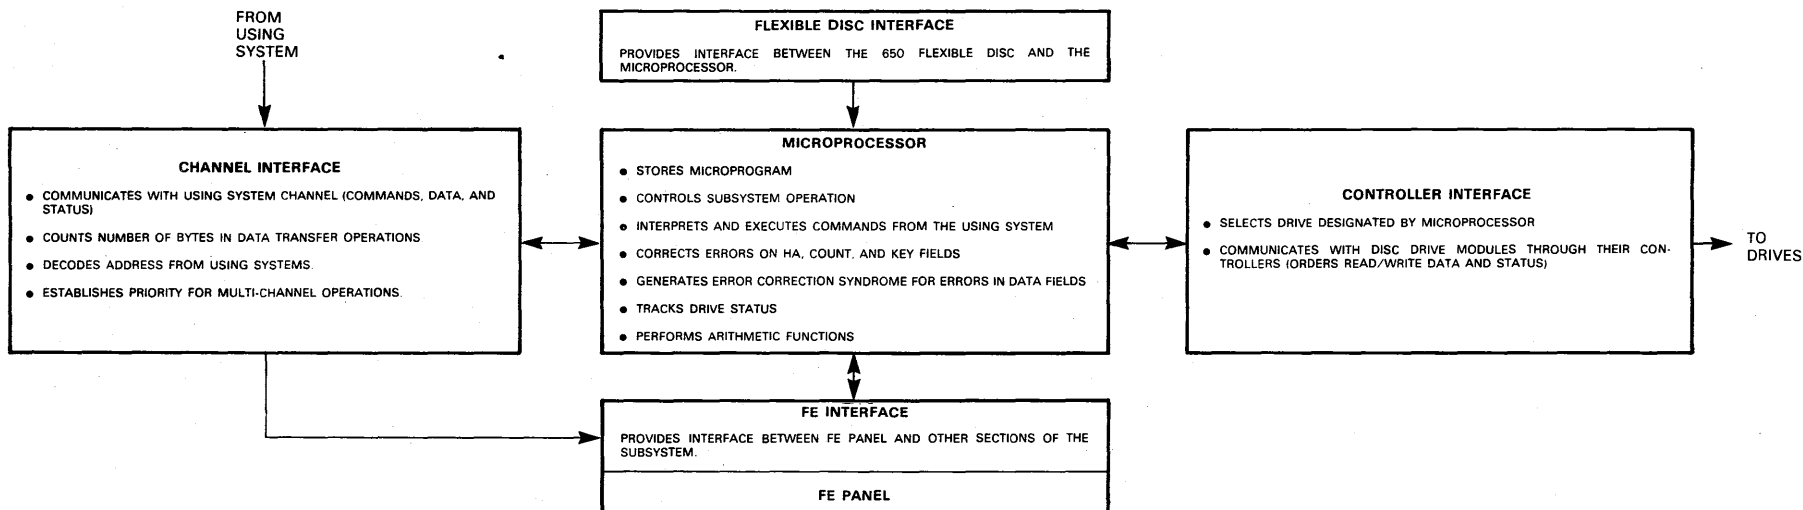 FROM
USING
SYSTEM
FLEXIBLE DISC INTERFACE
PROVIDES INTERFACE BETWEEN THE 650 FLEXIBLE DISC AND THE
MICROPROCESSOR.
CHANNEL INTERFACE
● COMMUNICATES WITH USING SYSTEM CHANNEL (COMMANDS, DATA, AND
STATUS)
● COUNTS NUMBER OF BYTES IN DATA TRANSFER OPERATIONS
● DECODES ADDRESS FROM USING SYSTEMS.
● ESTABLISHES PRIORITY FOR MULTI-CHANNEL OPERATIONS.
MICROPROCESSOR
● STORES MICROPROGRAM
● CONTROLS SUBSYSTEM OPERATION
● INTERPRETS AND EXECUTES COMMANDS FROM THE USING SYSTEM
● CORRECTS ERRORS ON HA, COUNT, AND KEY FIELDS
● GENERATES ERROR CORRECTION SYNDROME FOR ERRORS IN DATA FIELDS
● TRACKS DRIVE STATUS
● PERFORMS ARITHMETIC FUNCTIONS
CONTROLLER INTERFACE
● SELECTS DRIVE DESIGNATED BY MICROPROCESSOR
● COMMUNICATES WITH DISC DRIVE MODULES THROUGH THEIR CON-
TROLLERS (ORDERS READ/WRITE DATA AND STATUS)
TO
DRIVES
FE INTERFACE
PROVIDES INTERFACE BETWEEN FE PANEL AND OTHER SECTIONS OF THE
SUBSYSTEM.
FE PANEL